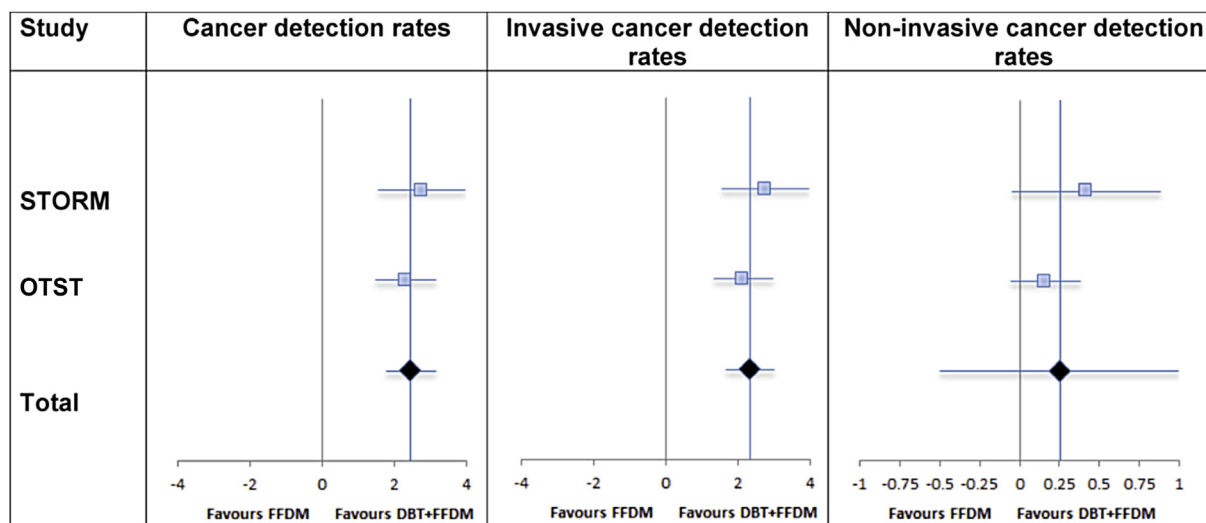 Study
Cancer detection rates
Invasive cancer detection
rates
Non-invasive cancer detection
rates
STORM
OTST
Total
-4 -2 0 2 4
Favours FFDM Favours DBT+FFDM
-4 -2 0 2 4
Favours FFDM Favours DBT+FFDM
-1 -0.75 -0.5 -0.25 0 0.25 0.5 0.75 1
Favours FFDM Favours DBT+FFDM